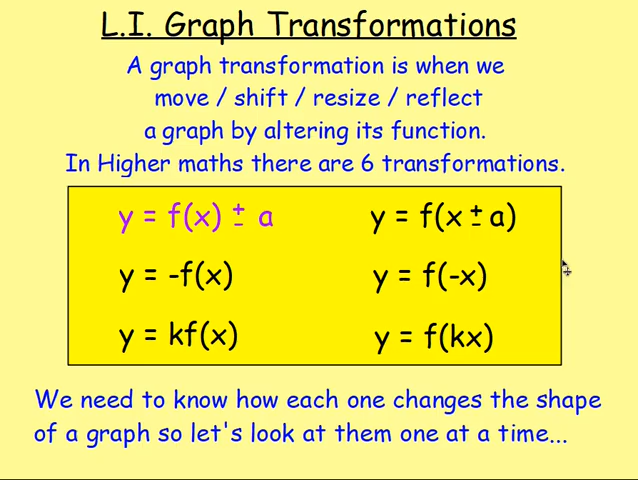 L.I. Graph Transformations
A graph transformation is when we
move / shift / resize / reflect
a graph by altering its function.
In Higher maths there are 6 transformations.
y = f(x) ± a
y = f(x ± a)
y = -f(x)
y = f(-x)
y = kf(x)
y = f(kx)
We need to know how each one changes the shape
of a graph so let's look at them one at a time...